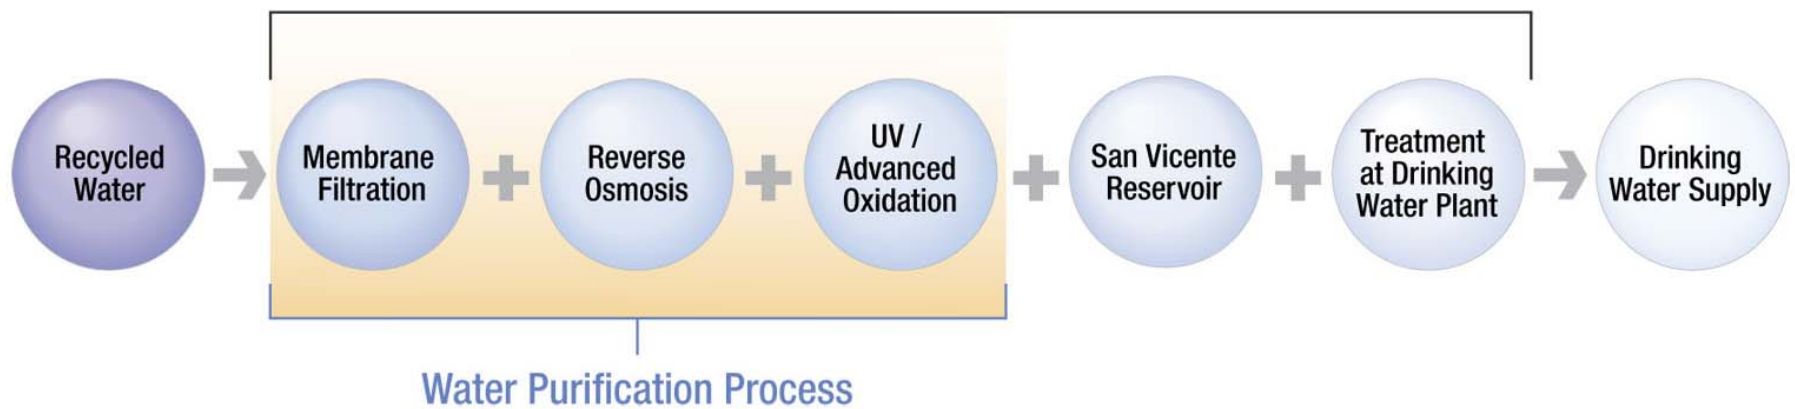 Recycled
Water
Membrane
Filtration
Reverse
Osmosis
UV /
Advanced
Oxidation
San Vicente
Reservoir
Treatment
at Drinking
Water Plant
Drinking
Water Supply
Water Purification Process